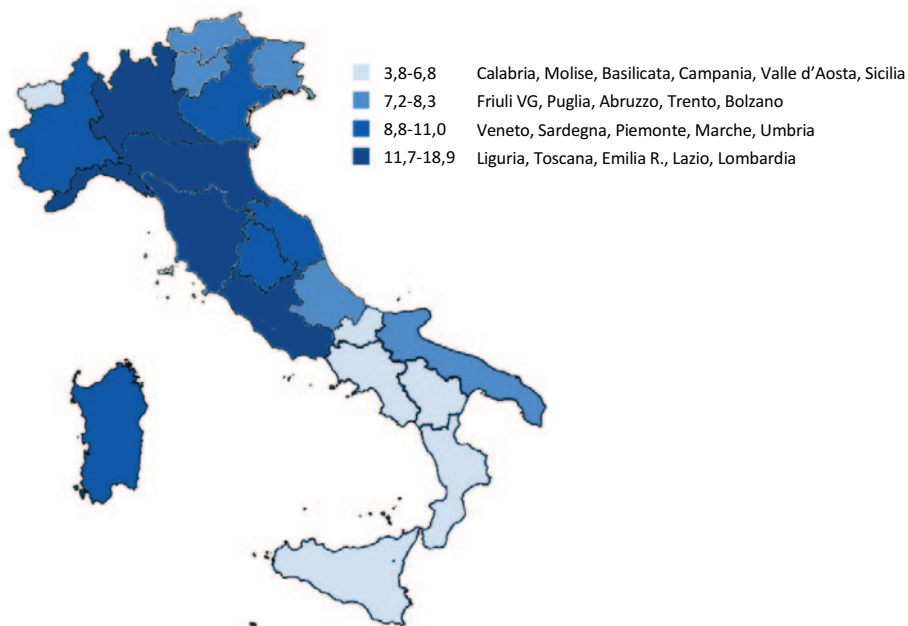 3,8-6,8 Calabria, Molise, Basilicata, Campania, Valle d’Aosta, Sicilia
7,2-8,3 Friuli VG, Puglia, Abruzzo, Trento, Bolzano
8,8-11,0 Veneto, Sardegna, Piemonte, Marche, Umbria
11,7-18,9 Liguria, Toscana, Emilia R., Lazio, Lombardia